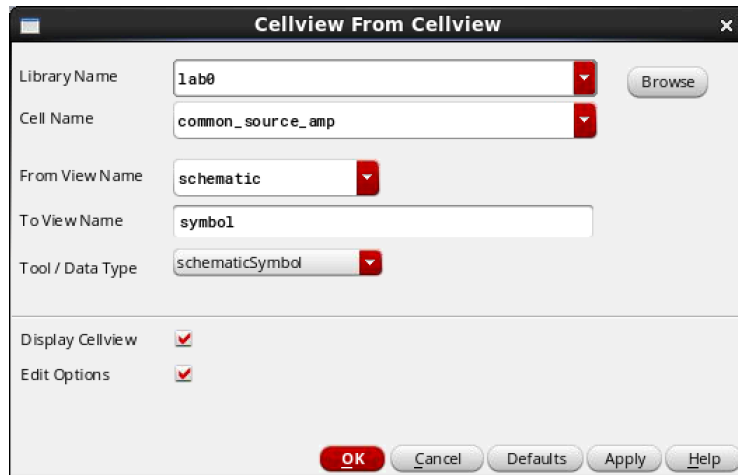 Cellview From Cellview
Library Name lab0 Browse
Cell Name common_source_amp
From View Name schematic
To View Name symbol
Tool / Data Type schematicSymbol
Display Cellview
Edit Options
OK Cancel Defaults Apply Help